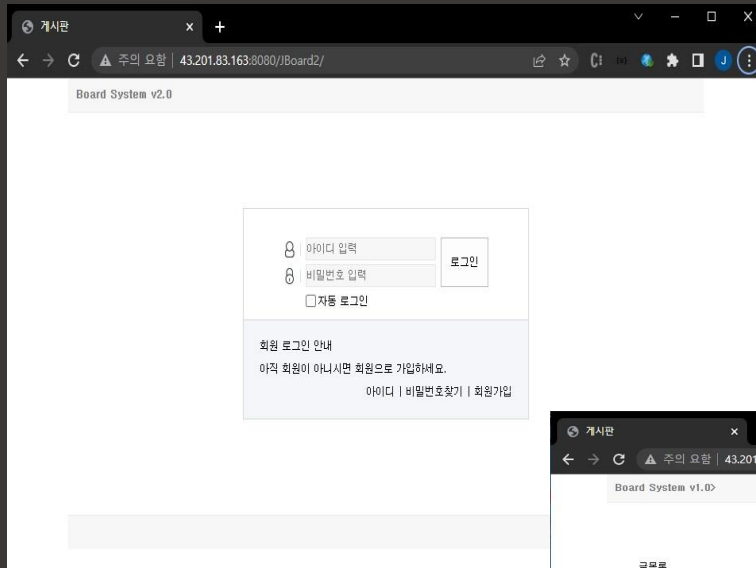 게시판
주의 요함 | 43.201.83.163:8080/JBoard2/
Board System v2.0
아이디 입력
비밀번호 입력
로그인
자동 로그인
회원 로그인 안내
아직 회원이 아니시면 회원으로 가입하세요.
아이디 | 비밀번호찾기 | 회원가입
게시판
주의 요함 | 43.201
Board System v1.0>
글목록